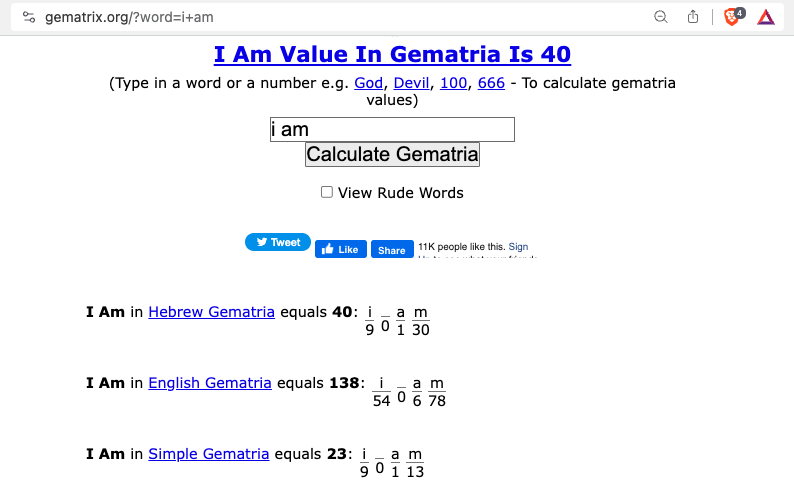 gematrix.org/?word=i+am
4
I Am Value In Gematria Is 40
(Type in a word or a number e.g. God, Devil, 100, 666 - To calculate gematria
values)
i am
Calculate Gematria
View Rude Words
Tweet Like Share 11K people like this. Sign
I Am in Hebrew Gematria equals 40: i _ a m
9 0 1 30
I Am in English Gematria equals 138: i _ a m
54 0 6 78
I Am in Simple Gematria equals 23: i _ a m
9 0 1 13